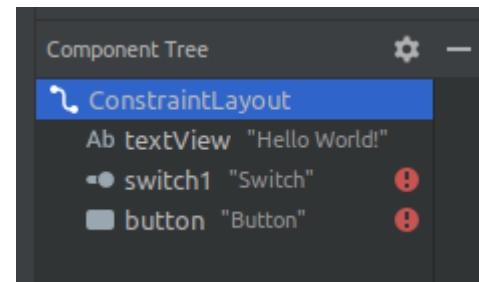 Component Tree
ConstraintLayout
Ab textView "Hello World!"
switch1 "Switch"
button "Button"